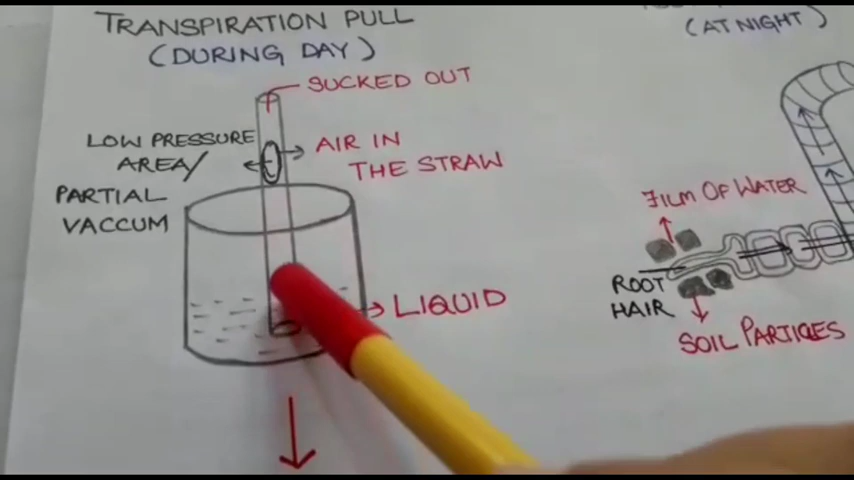 TRANSPIRATION PULL
(DURING DAY)
SUCKED OUT
LOW PRESSURE
AREA/
PARTIAL
VACCUM
AIR IN
THE STRAW
LIQUID
(AT NIGHT)
FILM OF WATER
ROOT
HAIR
SOIL PARTICLES